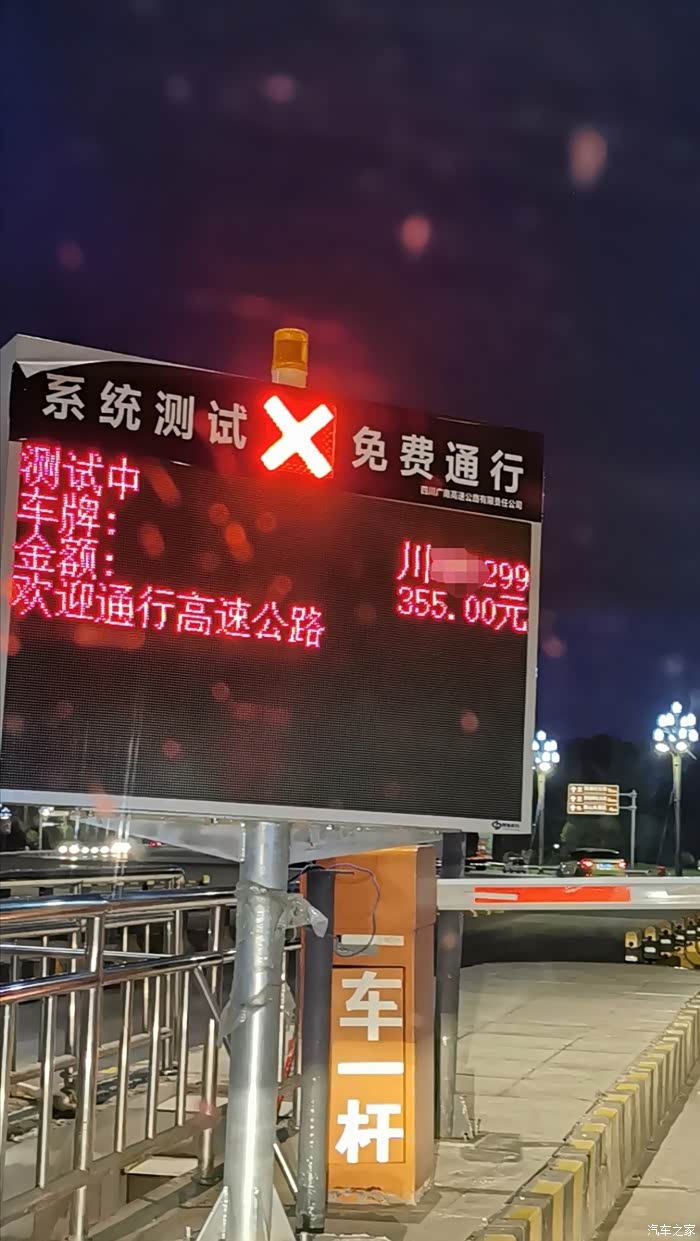 系统测试 免费通行
四川广南高速公路有限责任公司
测试中
车牌： 川 299
金额： 355.00元
欢迎通行高速公路
一车一杆
汽车之家